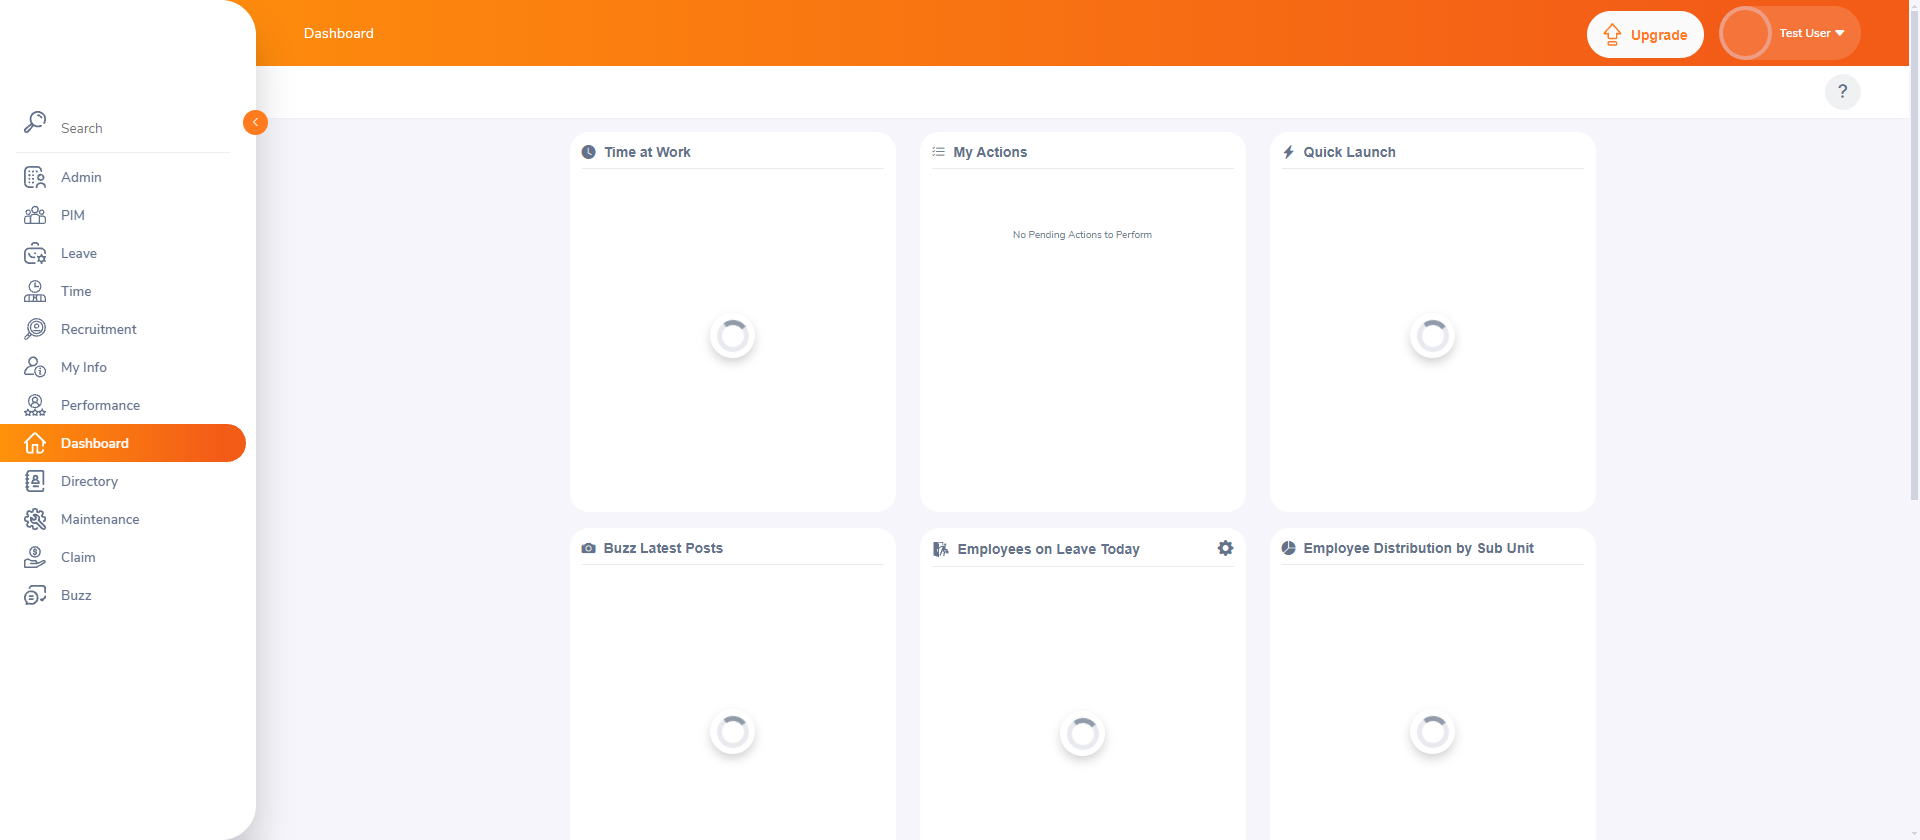 Dashboard
Upgrade
Test User
?
Search
Admin
PIM
Leave
Time
Recruitment
My Info
Performance
Dashboard
Directory
Maintenance
Claim
Buzz
Time at Work
My Actions
No Pending Actions to Perform
Quick Launch
Buzz Latest Posts
Employees on Leave Today
Employee Distribution by Sub Unit